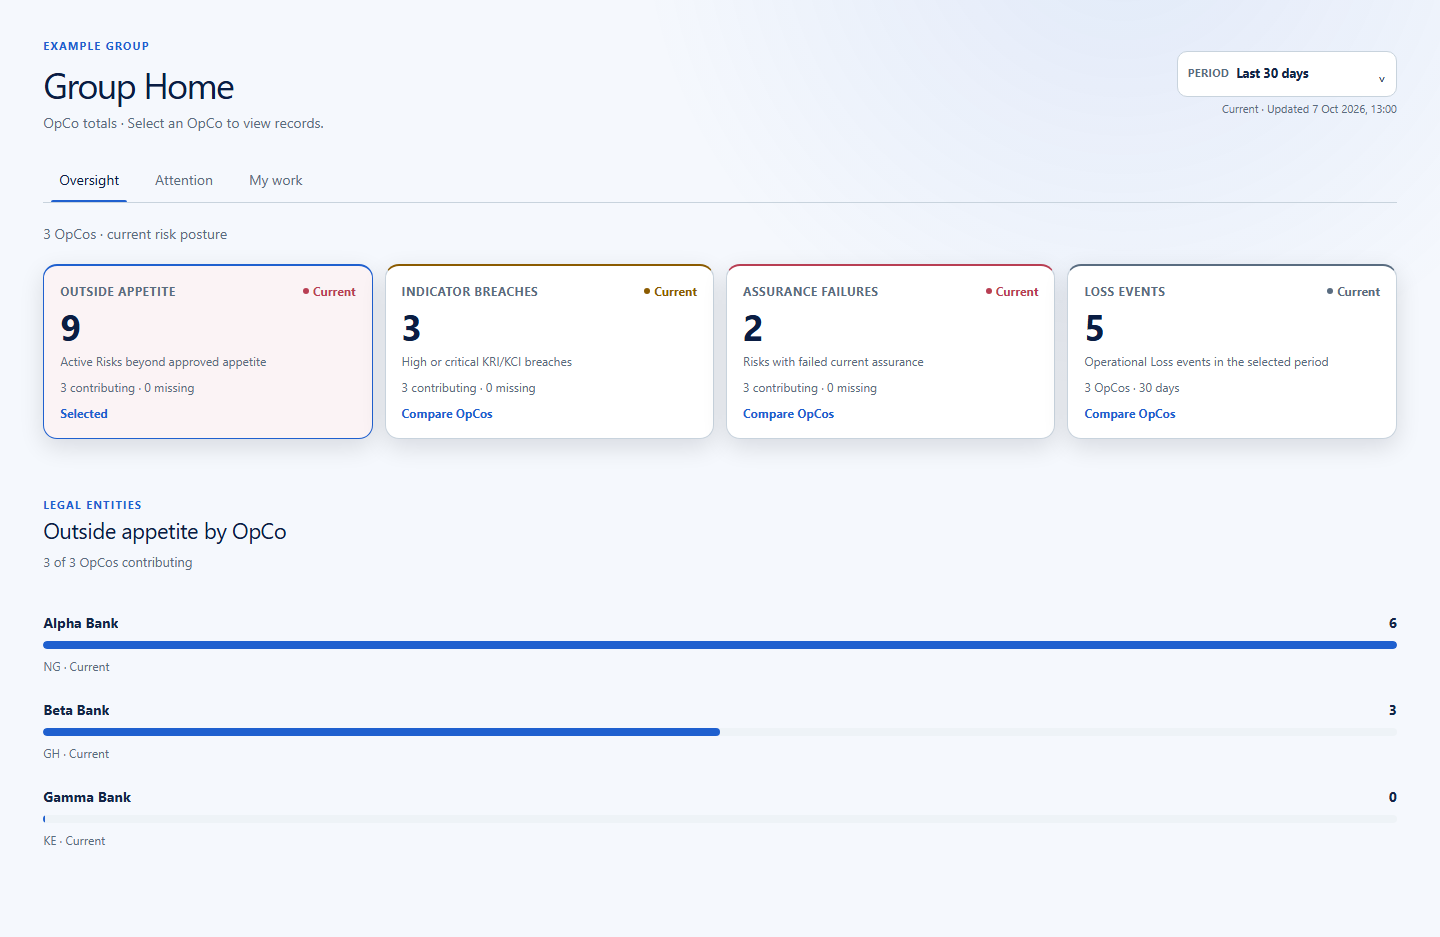 EXAMPLE GROUP
Group Home
OpCo totals · Select an OpCo to view records.
PERIOD Last 30 days v
Current · Updated 7 Oct 2026, 13:00
Oversight Attention My work
3 OpCos · current risk posture
OUTSIDE APPETITE Current
9
Active Risks beyond approved appetite
3 contributing · 0 missing
Selected
INDICATOR BREACHES Current
3
High or critical KRI/KCI breaches
3 contributing · 0 missing
Compare OpCos
ASSURANCE FAILURES Current
2
Risks with failed current assurance
3 contributing · 0 missing
Compare OpCos
LOSS EVENTS Current
5
Operational Loss events in the selected period
3 OpCos · 30 days
Compare OpCos
LEGAL ENTITIES
Outside appetite by OpCo
3 of 3 OpCos contributing
Alpha Bank 6
NG · Current
Beta Bank 3
GH · Current
Gamma Bank 0
KE · Current